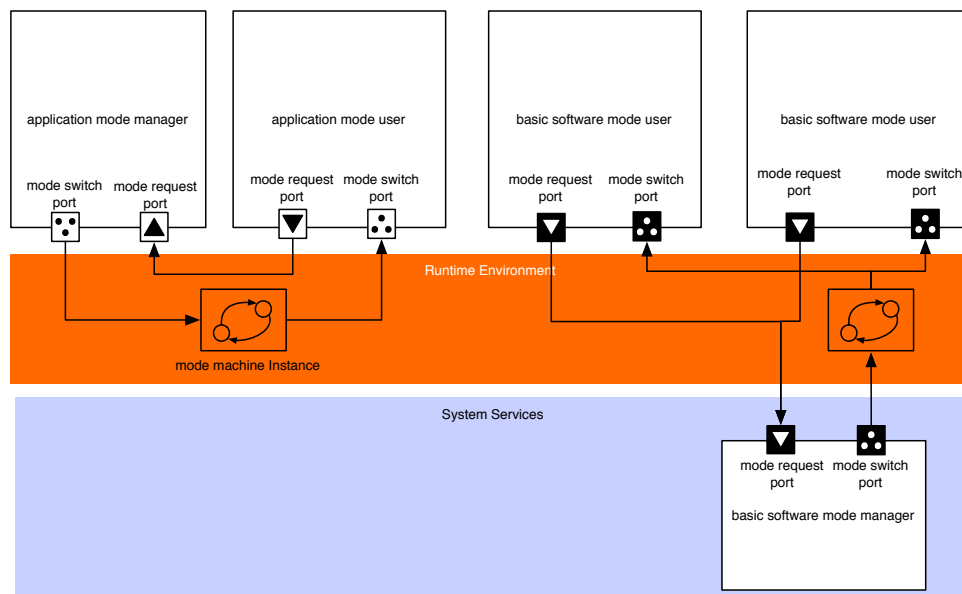 application mode manager
application mode user
basic software mode user
basic software mode user
mode switch
port
mode request
port
mode request
port
mode switch
port
mode request
port
mode switch
port
mode request
port
mode switch
port
Runtime Environment
mode machine Instance
System Services
mode request
port
mode switch
port
basic software mode manager